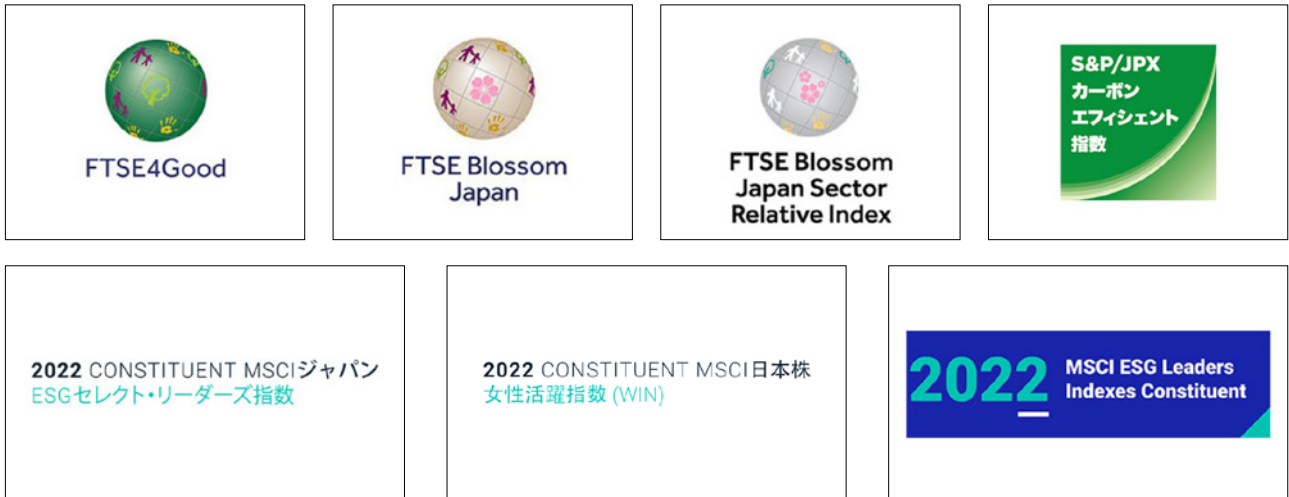 FTSE4Good
FTSE Blossom
Japan
FTSE Blossom
Japan Sector
Relative Index
S&P/JPX
カーボン
エフィシェント
指数
2022 CONSTITUENT MSCIジャパン
ESGセレクト・リーダーズ指数
2022 CONSTITUENT MSCI日本株
女性活躍指数 (WIN)
2022
MSCI ESG Leaders
Indexes Constituent